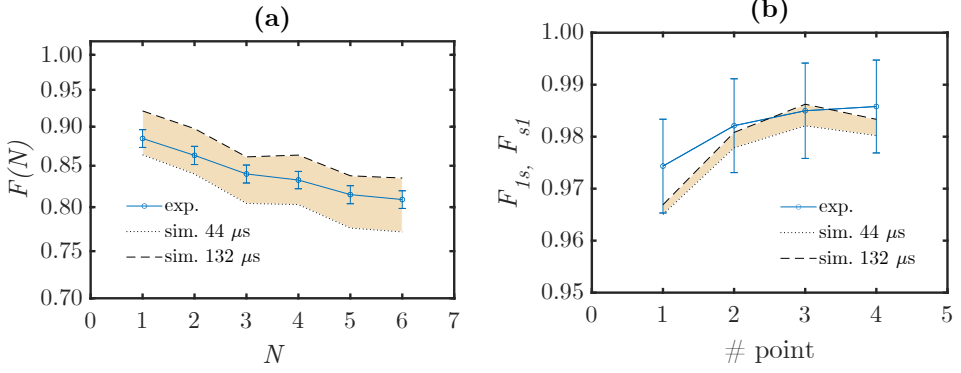 (a)
1.00
0.95
0.90
0.85
0.80
0.75
0.70
F(N)
exp.
sim. 44 μs
sim. 132 μs
0 1 2 3 4 5 6 7
N
(b)
1.00
0.99
0.98
0.97
0.96
0.95
F1s, Fs1
exp.
sim. 44 μs
sim. 132 μs
0 1 2 3 4 5
# point